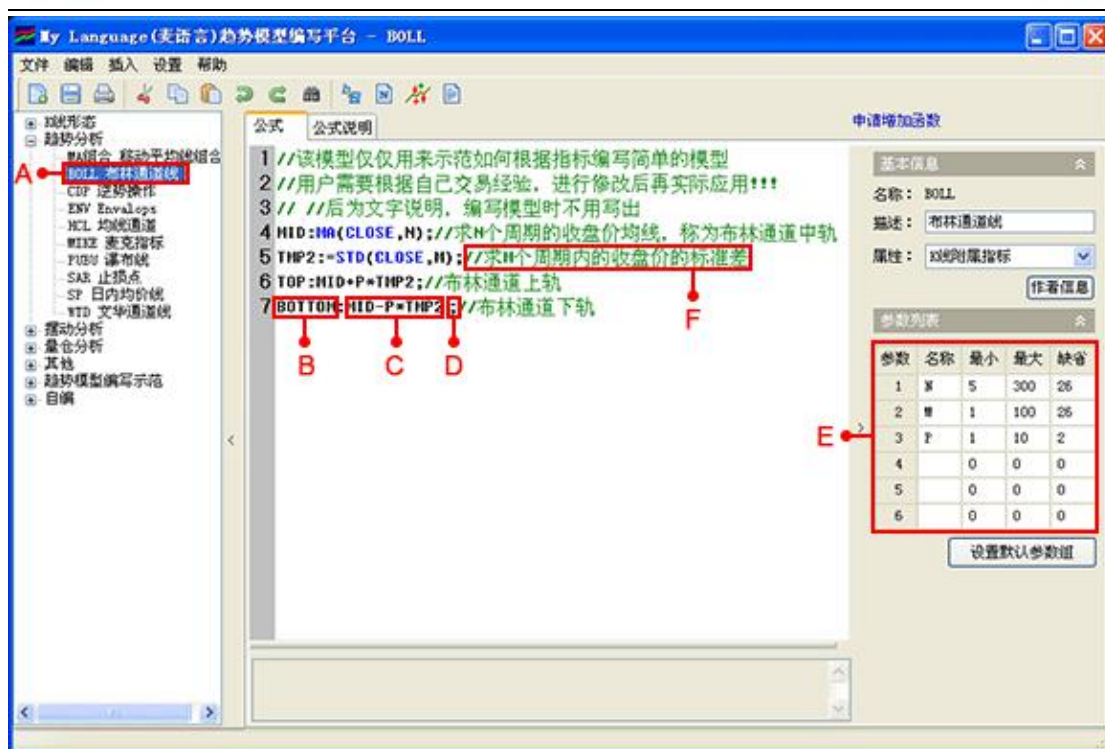 My Language(麦语言)趋势模型编写平台 - BOLL
文件 编辑 插入 设置 帮助
K线形态
趋势分析
MA组合 移动平均线组合
BOLL 布林通道线
CDP 逆势操作
ENV Envalops
HCL 均线通道
MIKE 麦克指标
PUBU 瀑布线
SAR 止损点
SP 日内均价线
WTD 文华通道线
摆动分析
量仓分析
其他
趋势模型编写示范
自编
A
公式 公式说明
申请增加函数
1 //该模型仅仅用来示范如何根据指标编写简单的模型
2 //用户需要根据自己交易经验，进行修改后再实际应用!!!
3 // //后为文字说明，编写模型时不用写出
4 MID:MA(CLOSE,N);//求N个周期的收盘价均线，称为布林通道中轨
5 TMP2:=STD(CLOSE,M);//求M个周期内的收盘价的标准差
6 TOP:MID+P*TMP2;//布林通道上轨
7 BOTTOM:MID-P*TMP2;//布林通道下轨
B C D F
基本信息
名称： BOLL
描述： 布林通道线
属性： K线附属指标
作者信息
参数列表
参数 名称 最小 最大 缺省
1 N 5 300 26
2 M 1 100 26
3 P 1 10 2
4 0 0 0
5 0 0 0
6 0 0 0
E
设置默认参数组